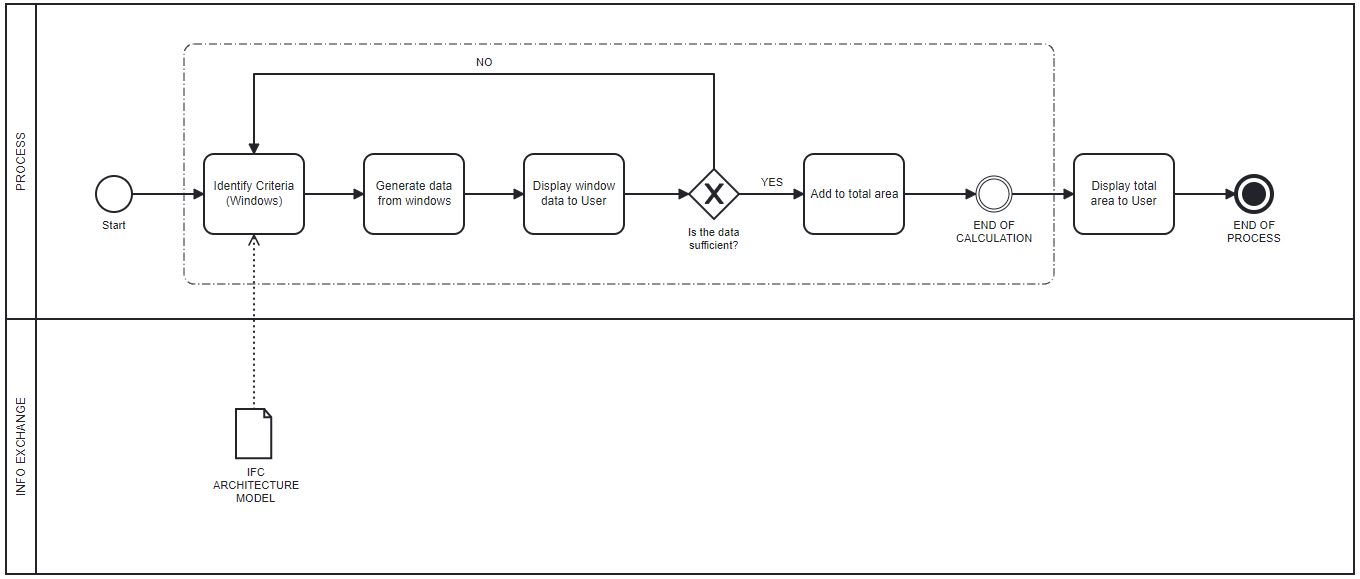 PROCESS
NO
Start
Identify Criteria
(Windows)
Generate data
from windows
Display window
data to User
X
Is the data
sufficient?
YES
Add to total area
END OF
CALCULATION
Display total
area to User
END OF
PROCESS
INFO EXCHANGE
IFC
ARCHITECTURE
MODEL